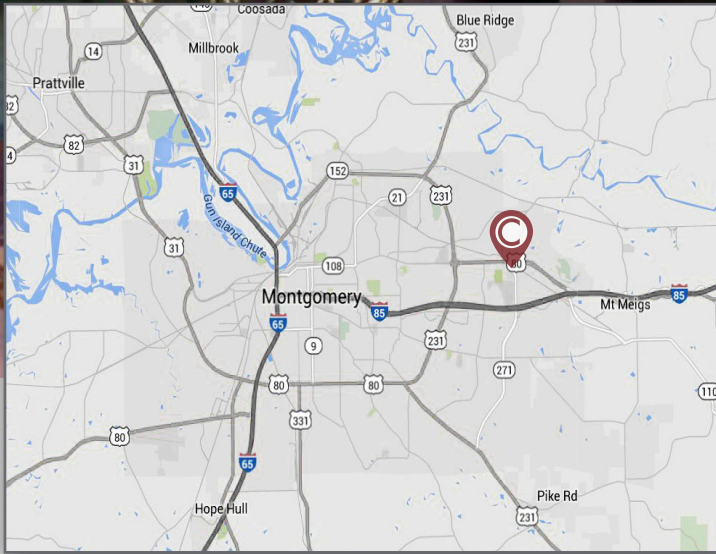 Coosada
143
Blue Ridge
231
14
Millbrook
Prattville
82
82
31
152
65
21
231
Gun Island Chute
31
C
80
108
Montgomery
85
85
Mt Meigs
65
9
231
271
80
80
110
331
80
65
Pike Rd
Hope Hull
231